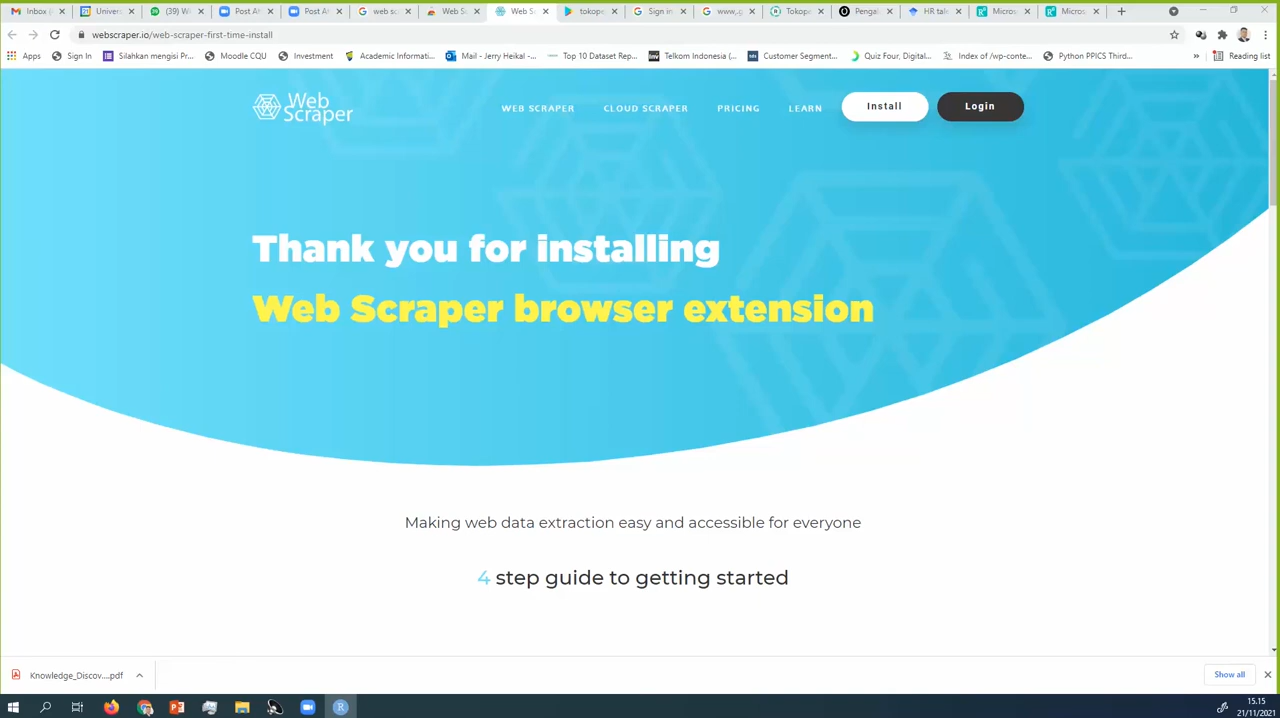 Inbox (
Univers
(39) W
Post At
Post At
web sc
Web S
Web S
tokope
Sign in
www,.g
Tokop
Pengal
HR tale
Micros
Micros
webscraper.io/web-scraper-first-time-install
Apps
Sign In
Silahkan mengisi Pr...
Moodle CQU
Investment
Academic Informati...
Mail - Jerry Heikal -...
Top 10 Dataset Rep...
Telkom Indonesia (...
Customer Segment...
Quiz Four, Digital...
Index of /wp-conte...
Python PPICS Third...
»
Reading list
Web Scraper
WEB SCRAPER
CLOUD SCRAPER
PRICING
LEARN
Install
Login
Thank you for installing
Web Scraper browser extension
Making web data extraction easy and accessible for everyone
4 step guide to getting started
Knowledge_Discov....pdf
Show all
15.15
21/11/2021